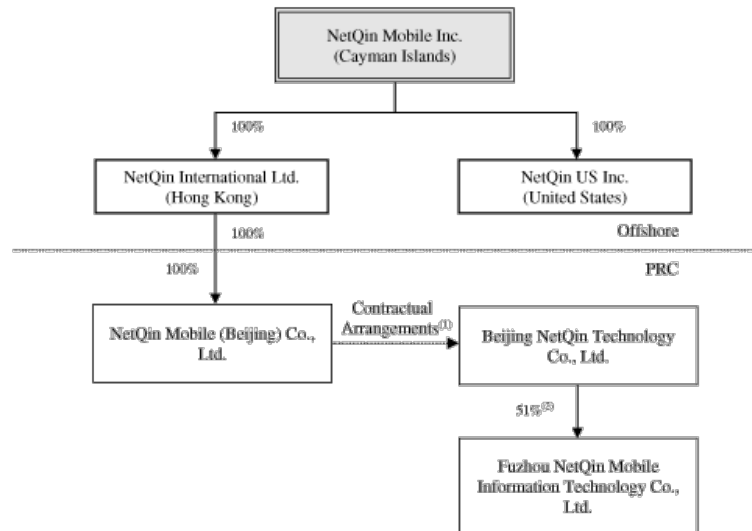 NetQin Mobile Inc.
(Cayman Islands)
100%
100%
NetQin International Ltd.
(Hong Kong)
NetQin US Inc.
(United States)
100%
Offshore
100%
PRC
NetQin Mobile (Beijing) Co.,
Ltd.
Contractual
Arrangements(1)
Beijing NetQin Technology
Co., Ltd.
51%(2)
Fuzhou NetQin Mobile
Information Technology Co.,
Ltd.